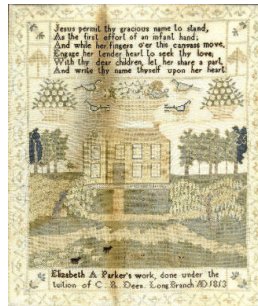 Jesus permit thy gracious name to stand,
As the first effort of an infant hand;
And while her fingers o'er this canvass move,
Engage her tender heart to seek thy love;
With thy dear children, let her share a part,
And write thy name thyself upon her heart
Elizabeth A Parker's work, done under the
tuition of C. & Dees. Long Branch AD 1813